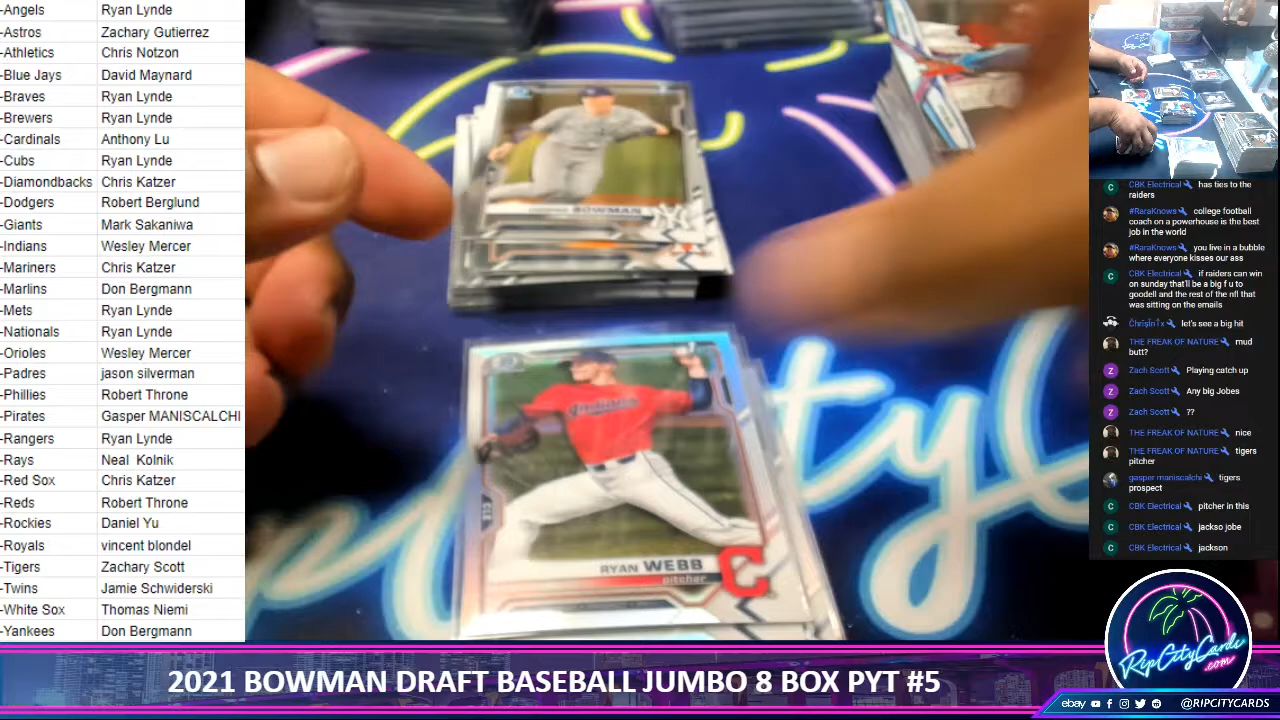 -Angels Ryan Lynde
-Astros Zachary Gutierrez
-Athletics Chris Notzon
-Blue Jays David Maynard
-Braves Ryan Lynde
-Brewers Ryan Lynde
-Cardinals Anthony Lu
-Cubs Ryan Lynde
-Diamondbacks Chris Katzer
-Dodgers Robert Berglund
-Giants Mark Sakaniwa
-Indians Wesley Mercer
-Mariners Chris Katzer
-Marlins Don Bergmann
-Mets Ryan Lynde
-Nationals Ryan Lynde
-Orioles Wesley Mercer
-Padres jason silverman
-Phillies Robert Throne
-Pirates Gasper MANISCALCHI
-Rangers Ryan Lynde
-Rays Neal Kolnik
-Red Sox Chris Katzer
-Reds Robert Throne
-Rockies Daniel Yu
-Royals vincent blondel
-Tigers Zachary Scott
-Twins Jamie Schwiderski
-White Sox Thomas Niemi
-Yankees Don Bergmann
BOWMAN
Indians
RYAN WEBB
pitcher
C
CBK Electrical has ties to the
raiders
#RaraKnows college football
coach on a powerhouse is the best
job in the world
#RaraKnows you live in a bubble
where everyone kisses our ass
C CBK Electrical if raiders can win
on sunday that'll be a big f u to
goodell and the rest of the nfl that
was sitting on the emails
let's see a big hit
THE FREAK OF NATURE mud
butt?
Z Zach Scott Playing catch up
Z Zach Scott Any big Jobes
Z Zach Scott ??
THE FREAK OF NATURE nice
THE FREAK OF NATURE tigers
pitcher
gasper maniscalchi tigers
prospect
C CBK Electrical pitcher in this
C CBK Electrical jackso jobe
C CBK Electrical jackson
RipCityCards
.com
2021 BOWMAN DRAFT BASEBALL JUMBO 8 BOX PYT #5
ebay @RIPCITYCARDS